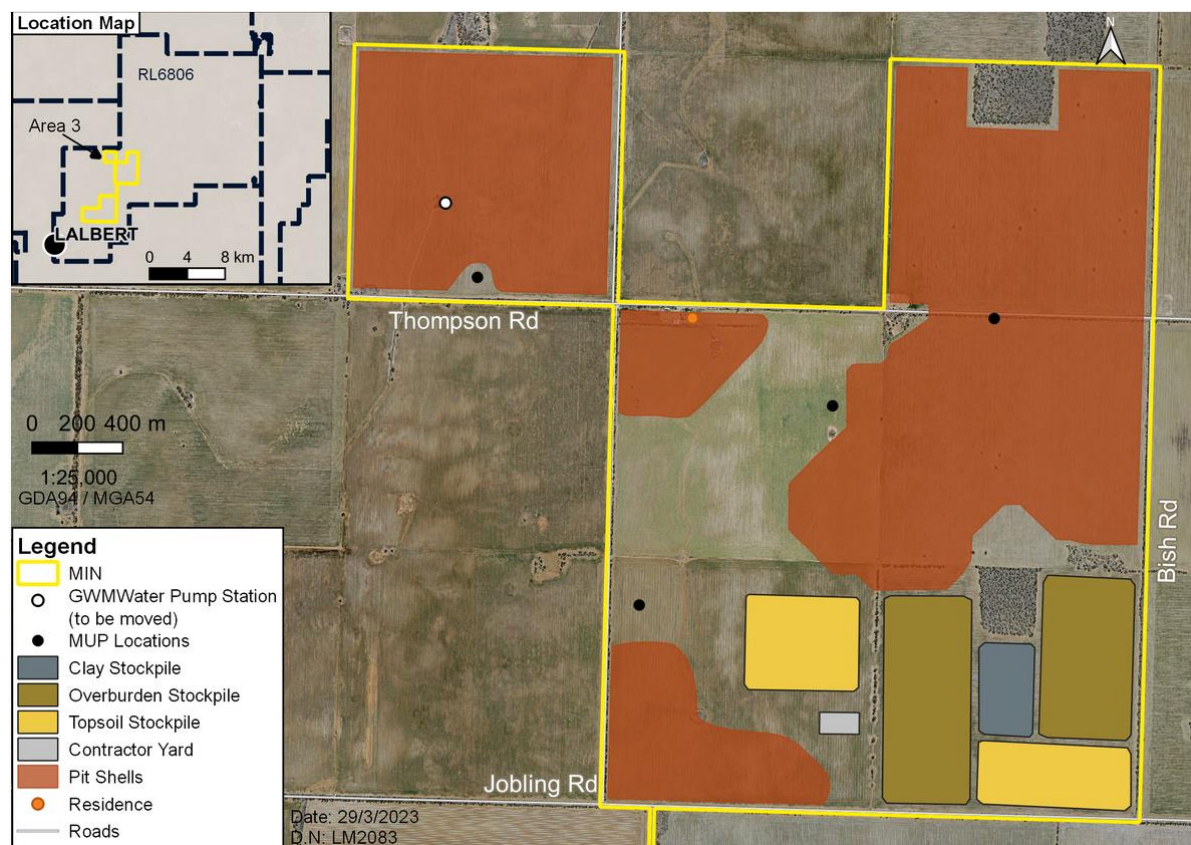 Location Map
RL6806
Area 3
LALBERT
0 4 8 km
N
Thompson Rd
0 200 400 m
1:25,000
GDA94 / MGA54
Bish Rd
Legend
MIN
GWMWater Pump Station
(to be moved)
MUP Locations
Clay Stockpile
Overburden Stockpile
Topsoil Stockpile
Contractor Yard
Pit Shells
Residence
Roads
Jobling Rd
Date: 29/3/2023
D.N: LM2083